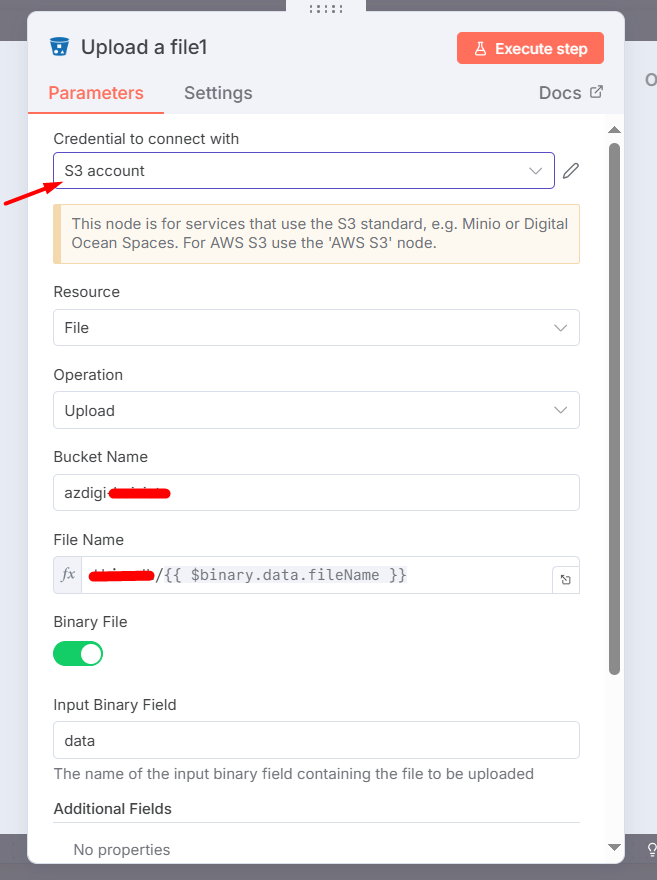 Upload a file1
Execute step
Parameters
Settings
Docs
Credential to connect with
S3 account
This node is for services that use the S3 standard, e.g. Minio or Digital
Ocean Spaces. For AWS S3 use the 'AWS S3' node.
Resource
File
Operation
Upload
Bucket Name
azdigi-
File Name
fx
/{{ $binary.data.fileName }}
Binary File
Input Binary Field
data
The name of the input binary field containing the file to be uploaded
Additional Fields
No properties